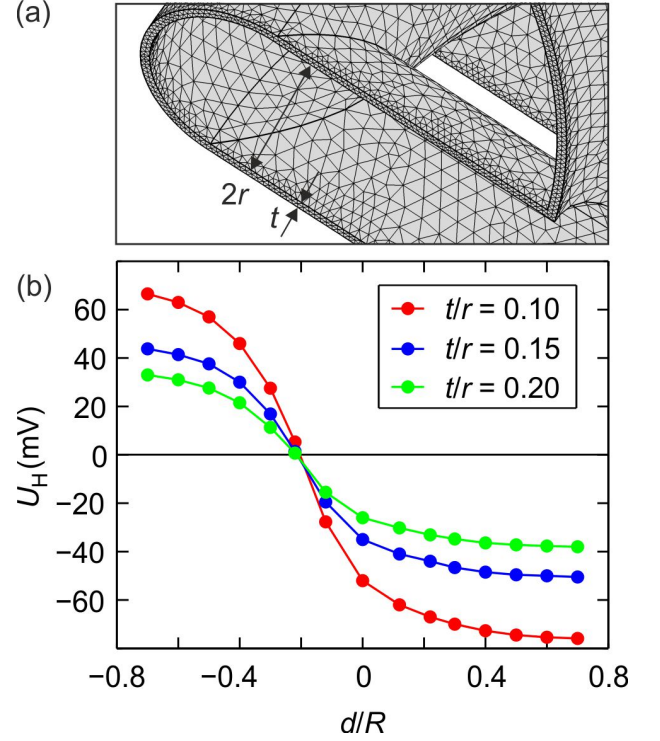 (a)
2r
t
(b)
t/r = 0.10
t/r = 0.15
t/r = 0.20
60
40
20
0
−20
−40
−60
U_H (mV)
−0.8 −0.4 0 0.4 0.8
d/R